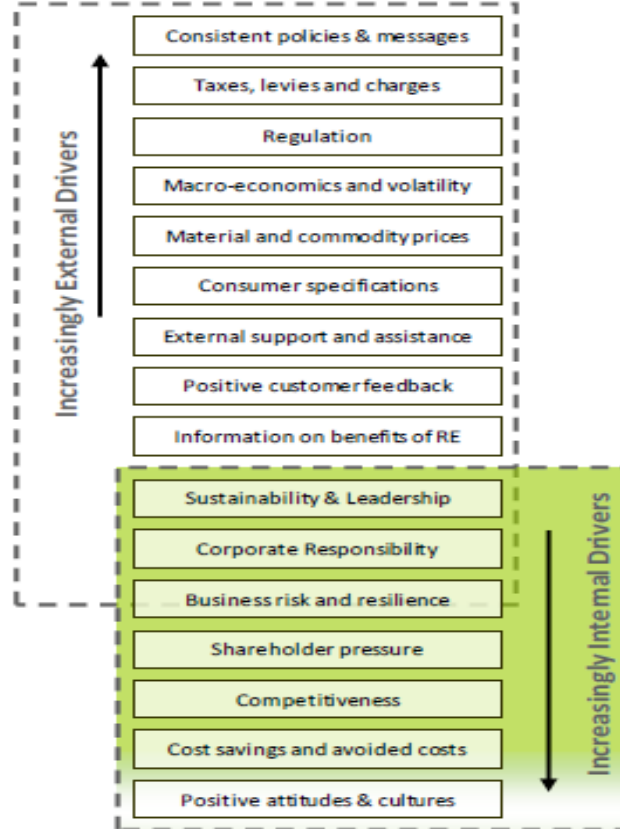 Consistent policies & messages
Taxes, levies and charges
Regulation
Macro-economics and volatility
Material and commodity prices
Consumer specifications
External support and assistance
Positive customer feedback
Information on benefits of RE
Increasingly External Drivers
Sustainability & Leadership
Corporate Responsibility
Business risk and resilience
Shareholder pressure
Competitiveness
Cost savings and avoided costs
Positive attitudes & cultures
Increasingly Internal Drivers